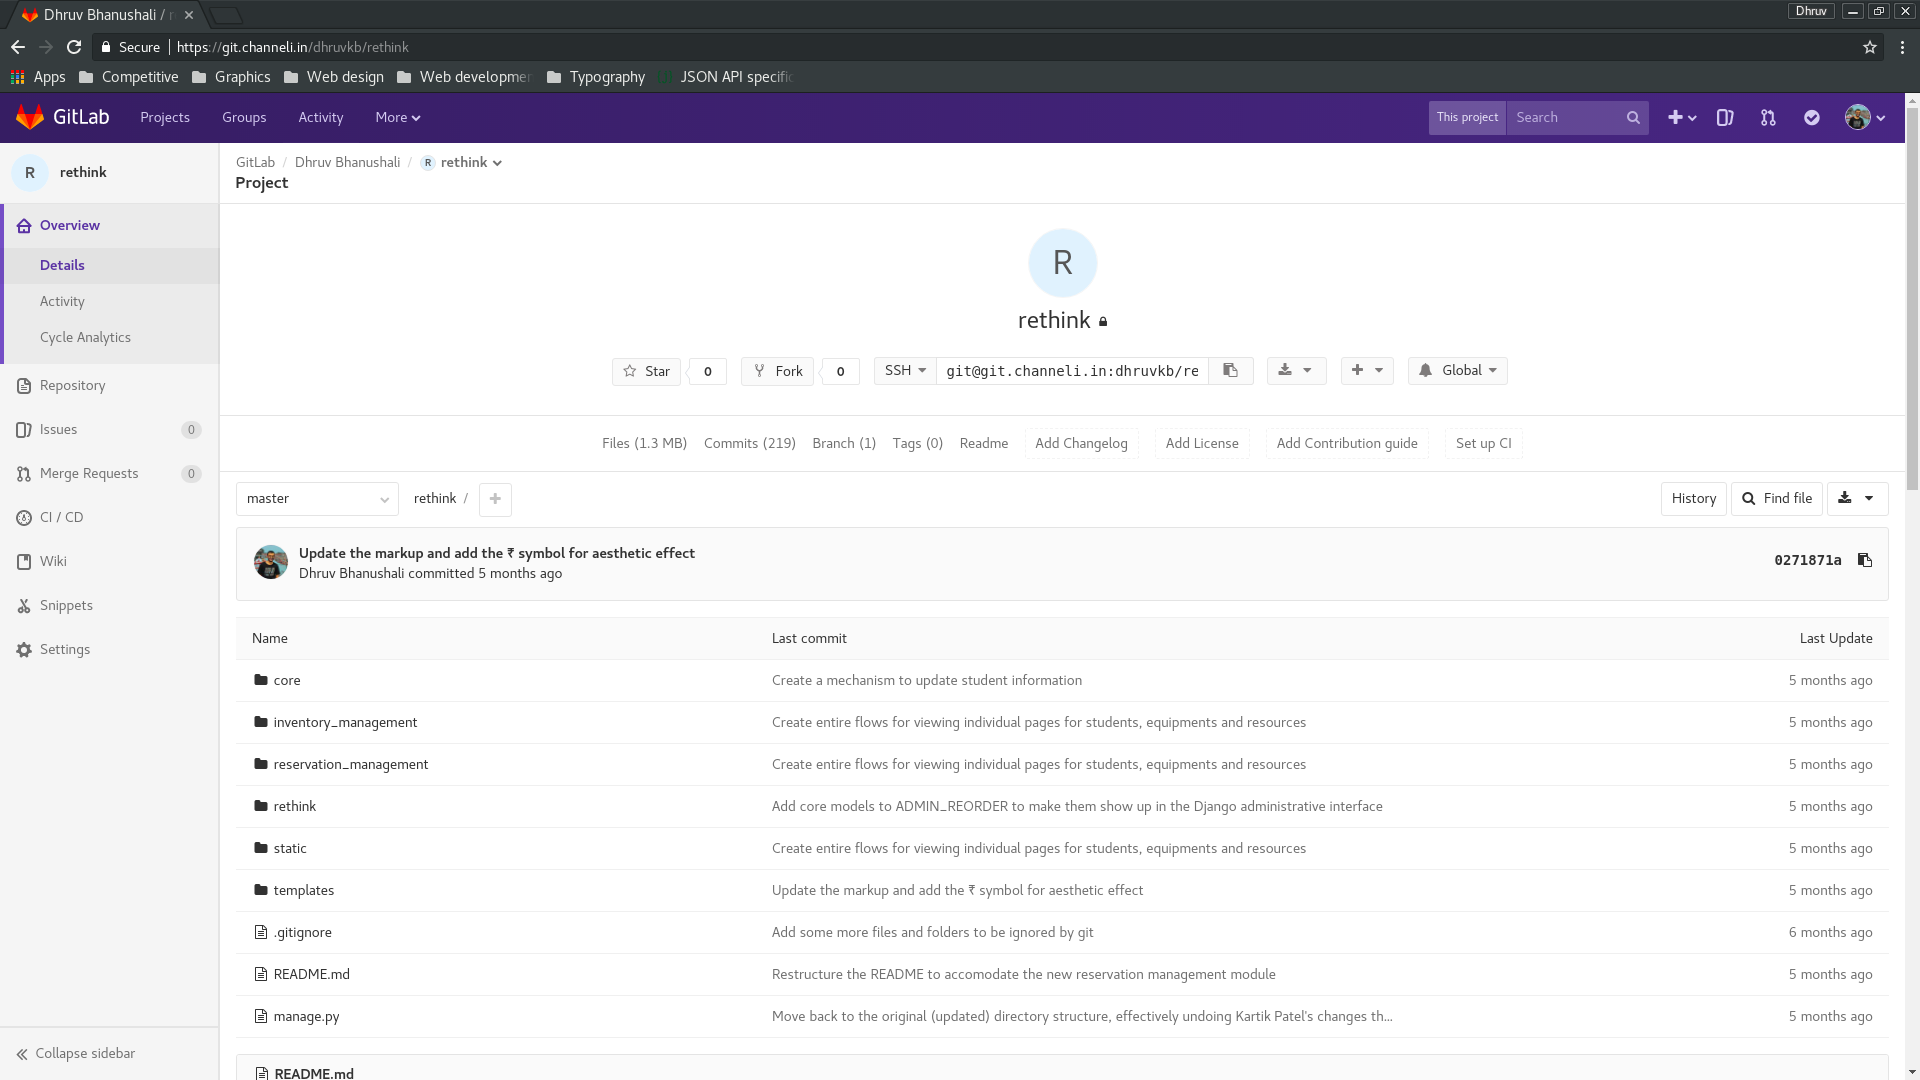 Dhruv Bhanushali / r
Dhruv
Secure https://git.channeli.in/dhruvkb/rethink
Apps Competitive Graphics Web design Web developmen Typography JSON API specific
GitLab Projects Groups Activity More This project Search
R rethink
GitLab / Dhruv Bhanushali / R rethink
Project
Overview
Details
Activity
Cycle Analytics
Repository
Issues 0
Merge Requests 0
CI / CD
Wiki
Snippets
Settings
Collapse sidebar
R
rethink
Star 0 Fork 0 SSH git@git.channeli.in:dhruvkb/re Global
Files (1.3 MB) Commits (219) Branch (1) Tags (0) Readme Add Changelog Add License Add Contribution guide Set up CI
master rethink / + History Find file
Update the markup and add the ₹ symbol for aesthetic effect
Dhruv Bhanushali committed 5 months ago
0271871a
Name Last commit Last Update
core Create a mechanism to update student information 5 months ago
inventory_management Create entire flows for viewing individual pages for students, equipments and resources 5 months ago
reservation_management Create entire flows for viewing individual pages for students, equipments and resources 5 months ago
rethink Add core models to ADMIN_REORDER to make them show up in the Django administrative interface 5 months ago
static Create entire flows for viewing individual pages for students, equipments and resources 5 months ago
templates Update the markup and add the ₹ symbol for aesthetic effect 5 months ago
.gitignore Add some more files and folders to be ignored by git 6 months ago
README.md Restructure the README to accomodate the new reservation management module 5 months ago
manage.py Move back to the original (updated) directory structure, effectively undoing Kartik Patel's changes th... 5 months ago
README.md